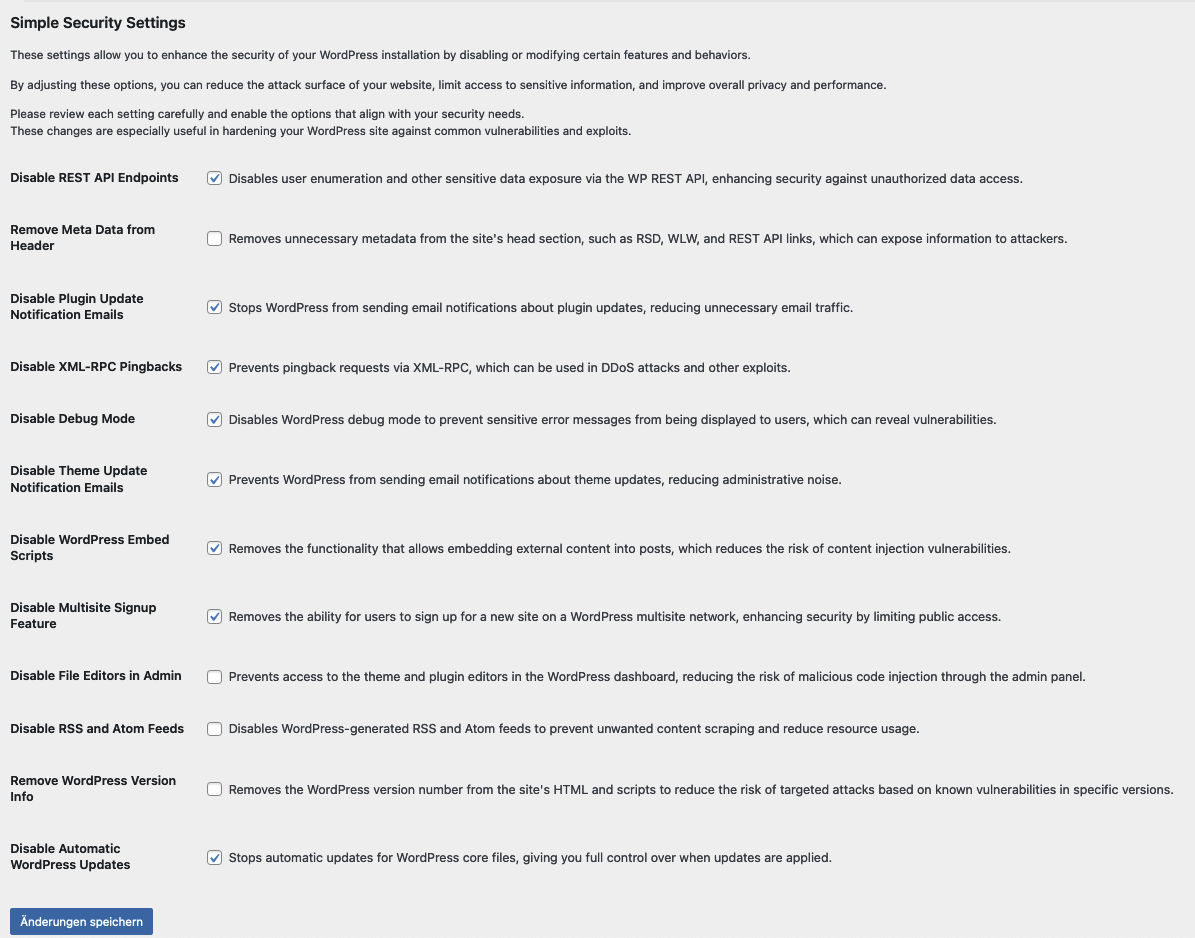 Simple Security Settings
These settings allow you to enhance the security of your WordPress installation by disabling or modifying certain features and behaviors.
By adjusting these options, you can reduce the attack surface of your website, limit access to sensitive information, and improve overall privacy and performance.
Please review each setting carefully and enable the options that align with your security needs.
These changes are especially useful in hardening your WordPress site against common vulnerabilities and exploits.
Disable REST API Endpoints
Disables user enumeration and other sensitive data exposure via the WP REST API, enhancing security against unauthorized data access.
Remove Meta Data from
Header
Removes unnecessary metadata from the site's head section, such as RSD, WLW, and REST API links, which can expose information to attackers.
Disable Plugin Update
Notification Emails
Stops WordPress from sending email notifications about plugin updates, reducing unnecessary email traffic.
Disable XML-RPC Pingbacks
Prevents pingback requests via XML-RPC, which can be used in DDoS attacks and other exploits.
Disable Debug Mode
Disables WordPress debug mode to prevent sensitive error messages from being displayed to users, which can reveal vulnerabilities.
Disable Theme Update
Notification Emails
Prevents WordPress from sending email notifications about theme updates, reducing administrative noise.
Disable WordPress Embed
Scripts
Removes the functionality that allows embedding external content into posts, which reduces the risk of content injection vulnerabilities.
Disable Multisite Signup
Feature
Removes the ability for users to sign up for a new site on a WordPress multisite network, enhancing security by limiting public access.
Disable File Editors in Admin
Prevents access to the theme and plugin editors in the WordPress dashboard, reducing the risk of malicious code injection through the admin panel.
Disable RSS and Atom Feeds
Disables WordPress-generated RSS and Atom feeds to prevent unwanted content scraping and reduce resource usage.
Remove WordPress Version
Info
Removes the WordPress version number from the site's HTML and scripts to reduce the risk of targeted attacks based on known vulnerabilities in specific versions.
Disable Automatic
WordPress Updates
Stops automatic updates for WordPress core files, giving you full control over when updates are applied.
Änderungen speichern